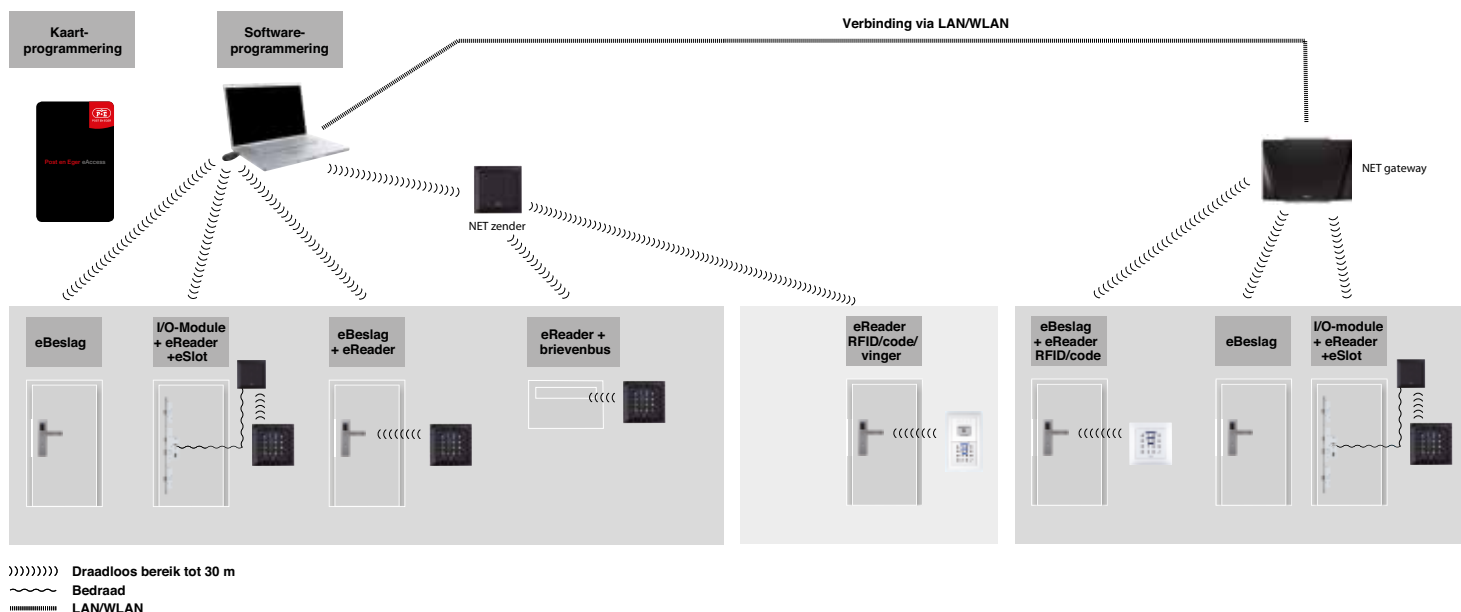 Kaart-
programmering
Software-
programmering
Verbinding via LAN/WLAN
Post en Eger eAccess
NET zender
NET gateway
eBeslag
I/O-Module
+ eReader
+eSlot
eBeslag
+ eReader
eReader +
brievenbus
eReader
RFID/code/
vinger
eBeslag
+ eReader
RFID/code
eBeslag
I/O-module
+ eReader
+eSlot
Draadloos bereik tot 30 m
Bedraad
LAN/WLAN